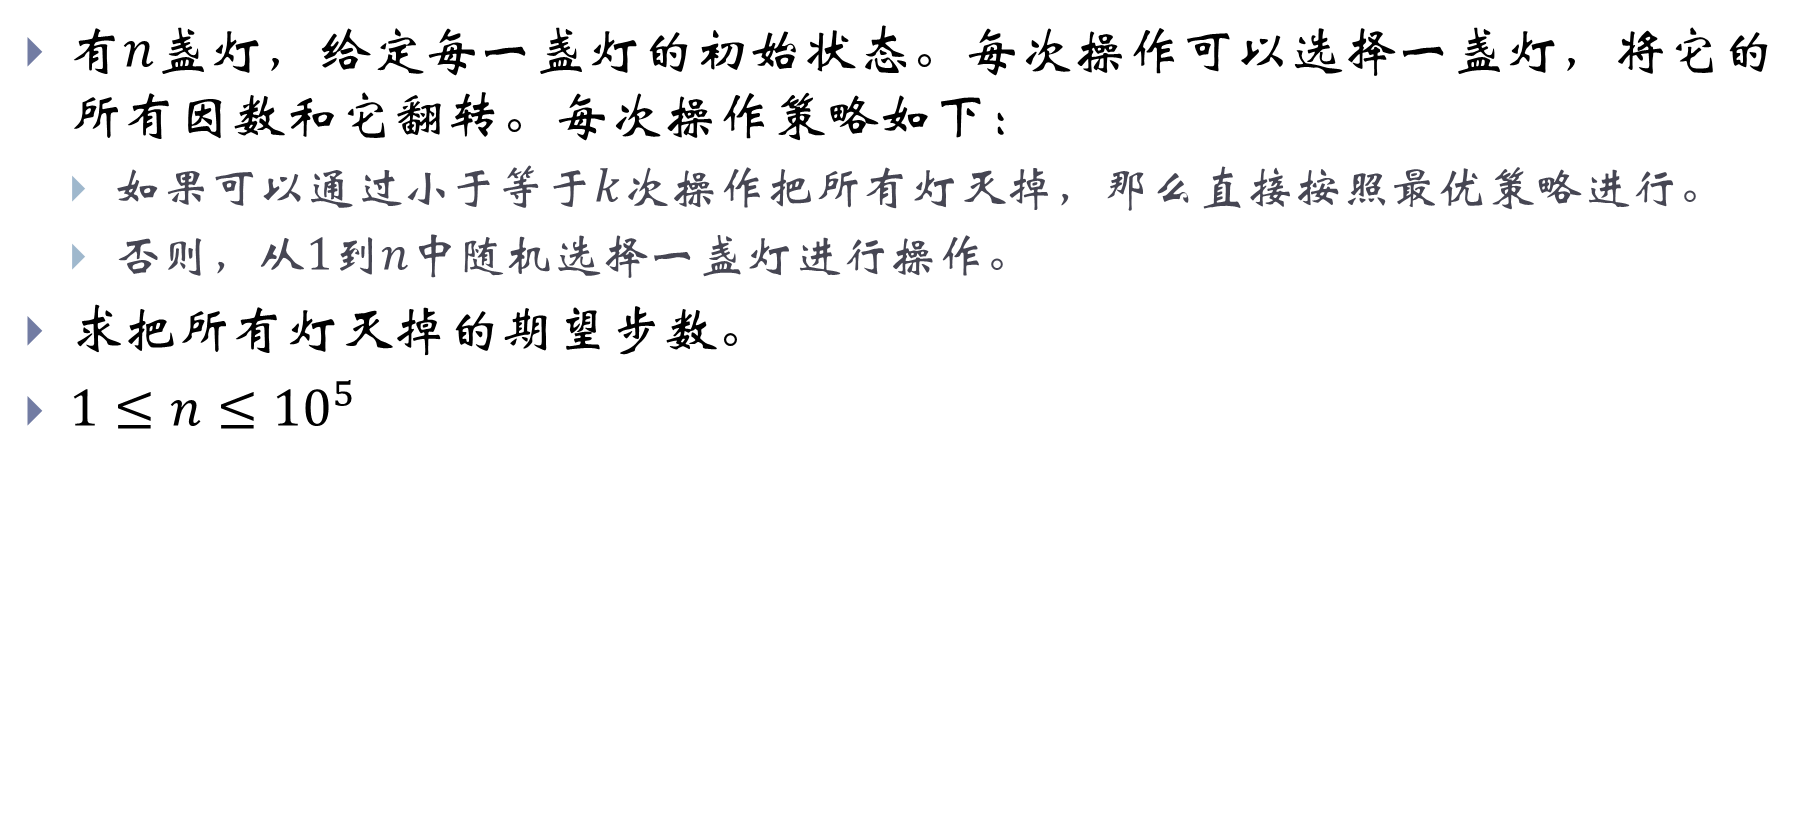 有n盏灯，给定每一盏灯的初始状态。每次操作可以选择一盏灯，将它的
所有因数和它翻转。每次操作策略如下：
如果可以通过小于等于k次操作把所有灯灭掉，那么直接按照最优策略进行。
否则，从1到n中随机选择一盏灯进行操作。
求把所有灯灭掉的期望步数。
1 ≤ n ≤ 10⁵